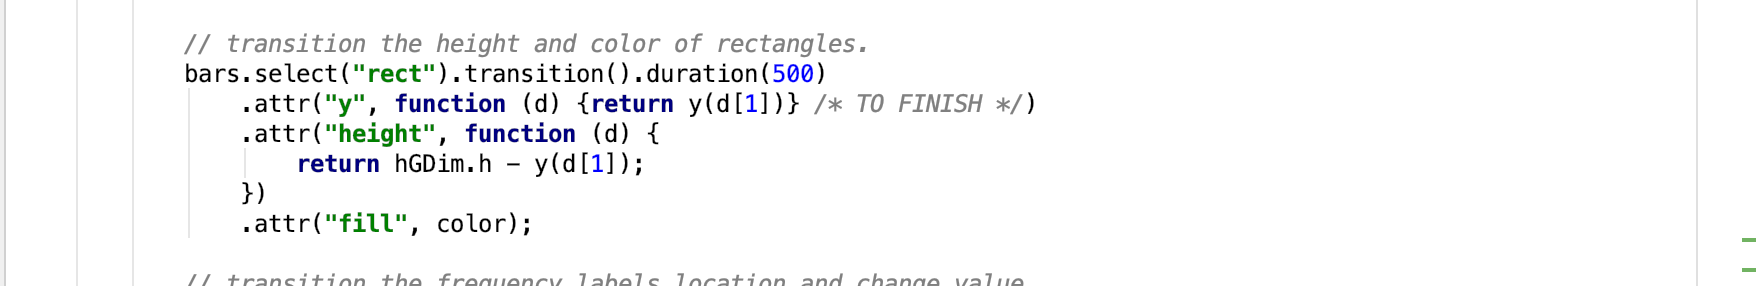 // transition the height and color of rectangles.
bars.select("rect").transition().duration(500)
.attr("y", function (d) {return y(d[1])} /* TO FINISH */)
.attr("height", function (d) {
return hGDim.h - y(d[1]);
})
.attr("fill", color);
// transition the frequency labels location and change value